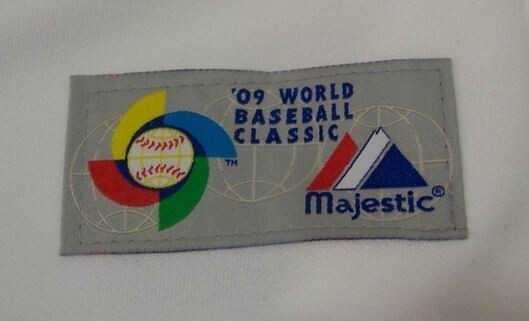 '09 WORLD
BASEBALL
CLASSIC
TM
Majestic®